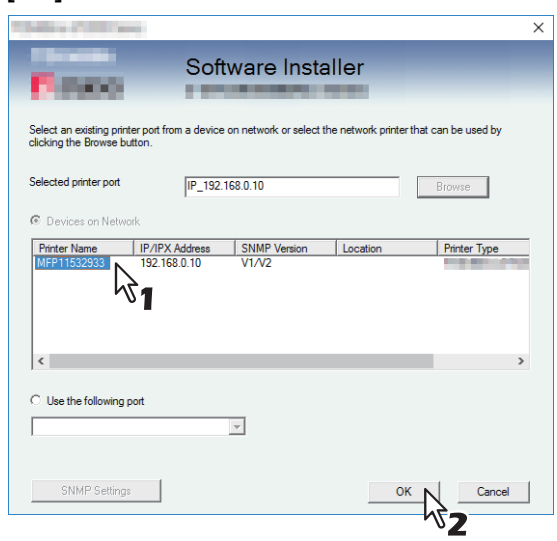 Software Installer
Select an existing printer port from a device on network or select the network printer that can be used by
clicking the Browse button.
Selected printer port IP_192.168.0.10 Browse
Devices on Network
Printer Name IP/IPX Address SNMP Version Location Printer Type
MFP11532933 192.168.0.10 V1/V2
1
Use the following port
SNMP Settings OK Cancel
2